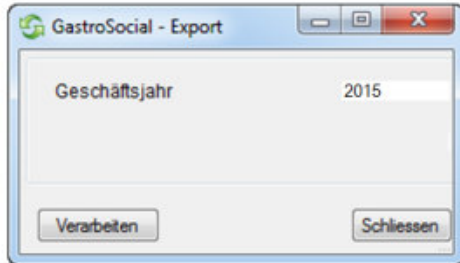 GastroSocial - Export
Geschäftsjahr 2015
Verarbeiten Schliessen